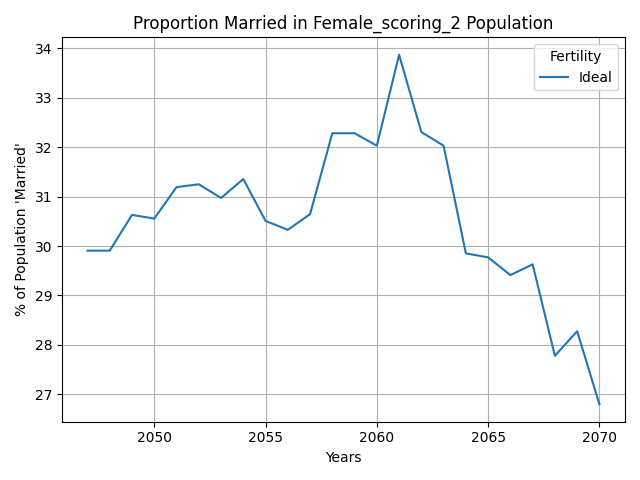 Proportion Married in Female_scoring_2 Population
Fertility
Ideal
% of Population 'Married'
34
33
32
31
30
29
28
27
2050
2055
2060
2065
2070
Years